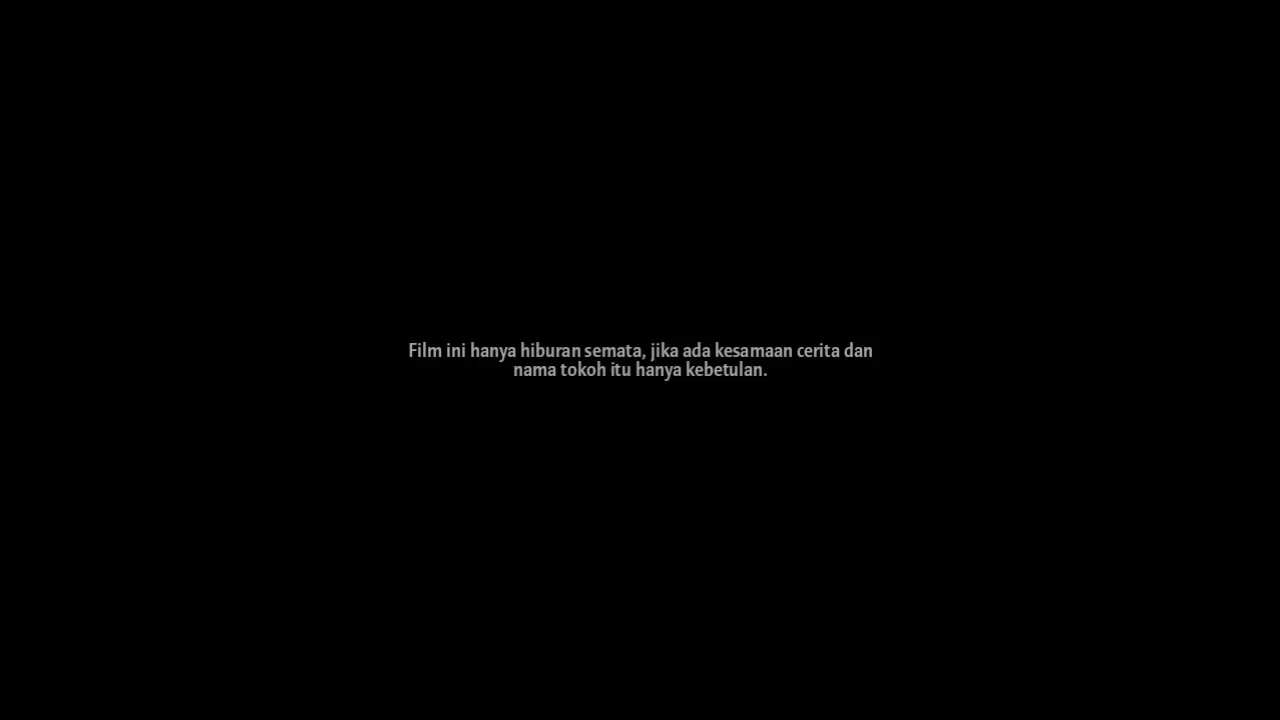 Film ini hanya hiburan semata, jika ada kesamaan cerita dan
nama tokoh itu hanya kebetulan.